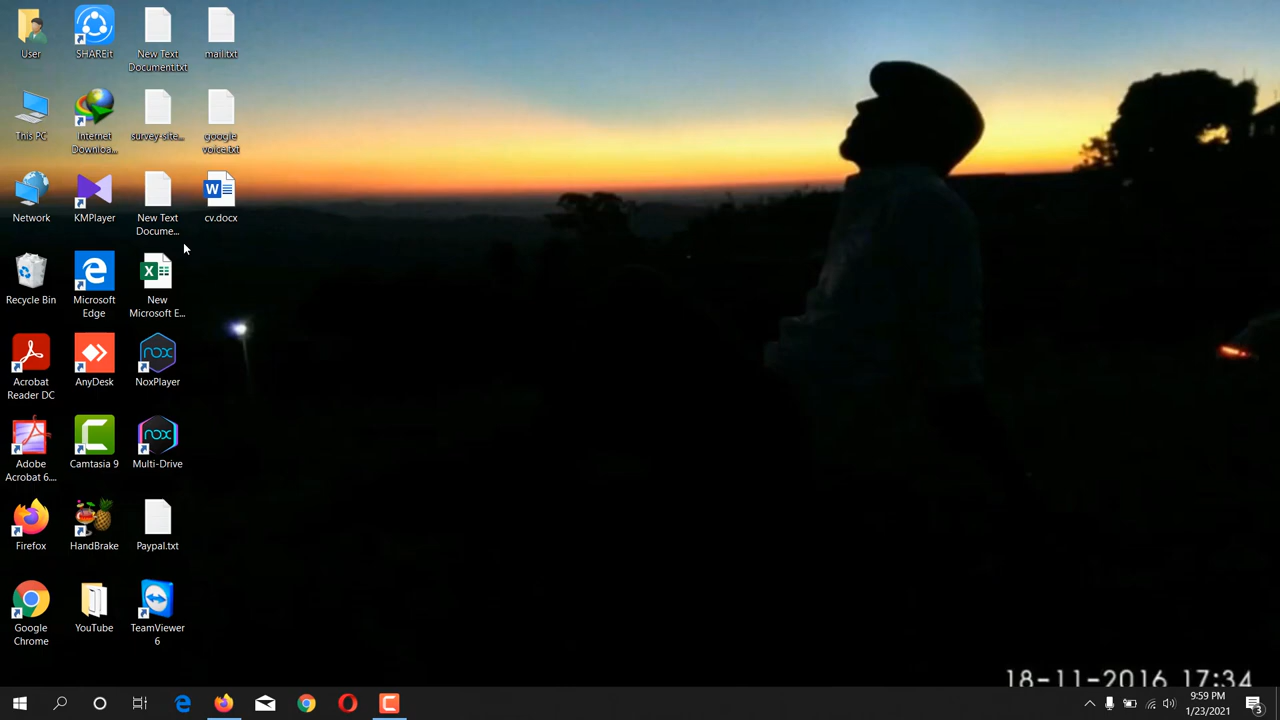 User
SHAREit
New Text
Document.txt
mail.txt
This PC
Internet
Downloa...
survey-site...
google
voice.txt
Network
KMPlayer
New Text
Docume...
cv.docx
Recycle Bin
Microsoft
Edge
New
Microsoft E...
Acrobat
Reader DC
AnyDesk
NoxPlayer
Adobe
Acrobat 6....
Camtasia 9
Multi-Drive
Firefox
HandBrake
Paypal.txt
Google
Chrome
YouTube
TeamViewer
6
18-11-2016 17:34
9:59 PM
1/23/2021
3